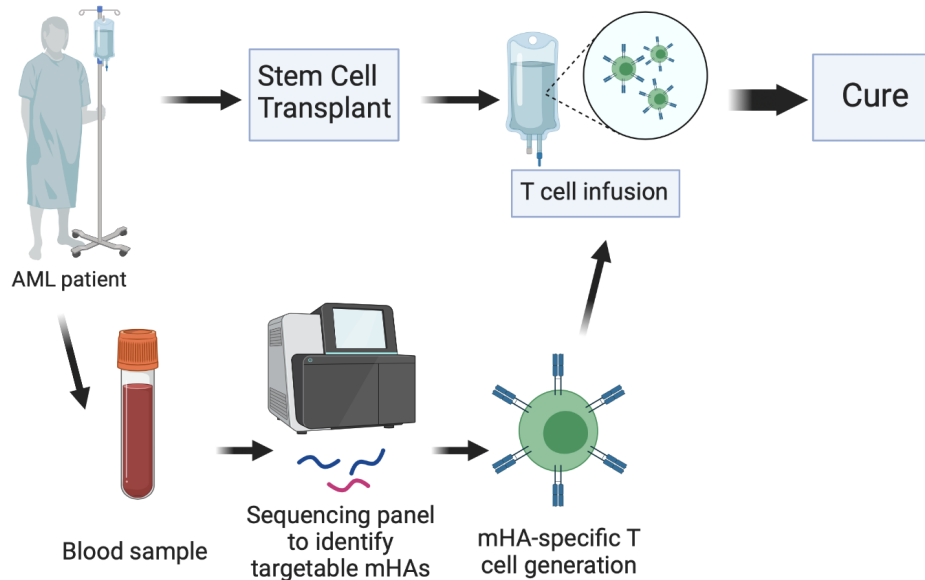 Stem Cell
Transplant
Cure
T cell infusion
AML patient
Blood sample
Sequencing panel
to identify
targetable mHAs
mHA-specific T
cell generation